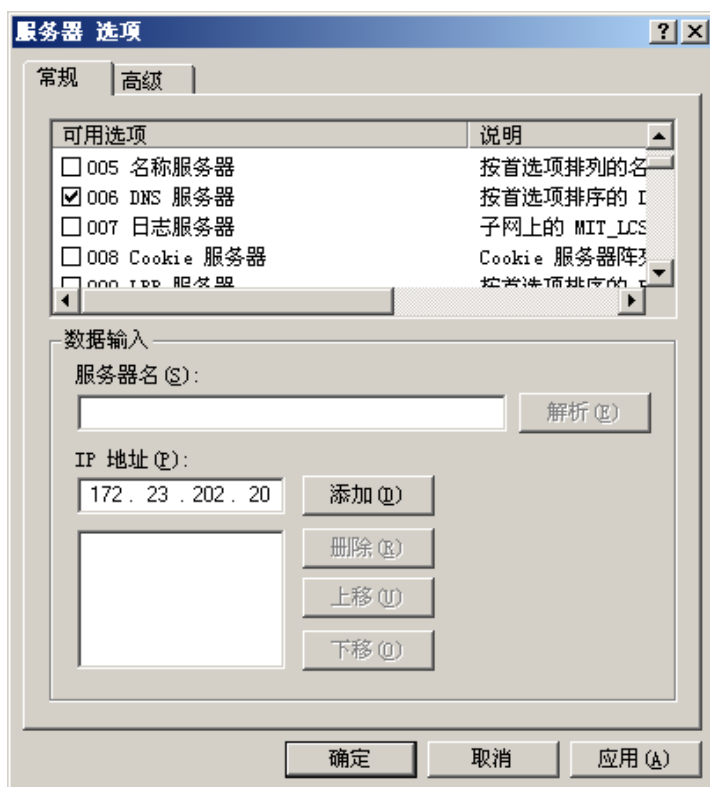 服务器 选项
常规
高级
可用选项 说明
005 名称服务器 按首选项排列的名
006 DNS 服务器 按首选项排序的
007 日志服务器 子网上的 MIT_LCS
008 Cookie 服务器 Cookie 服务器阵列
数据输入
服务器名(S):
解析(E)
IP 地址(P):
172 . 23 .202 . 20 添加(D)
删除(R)
上移(U)
下移(O)
确定 取消 应用(A)